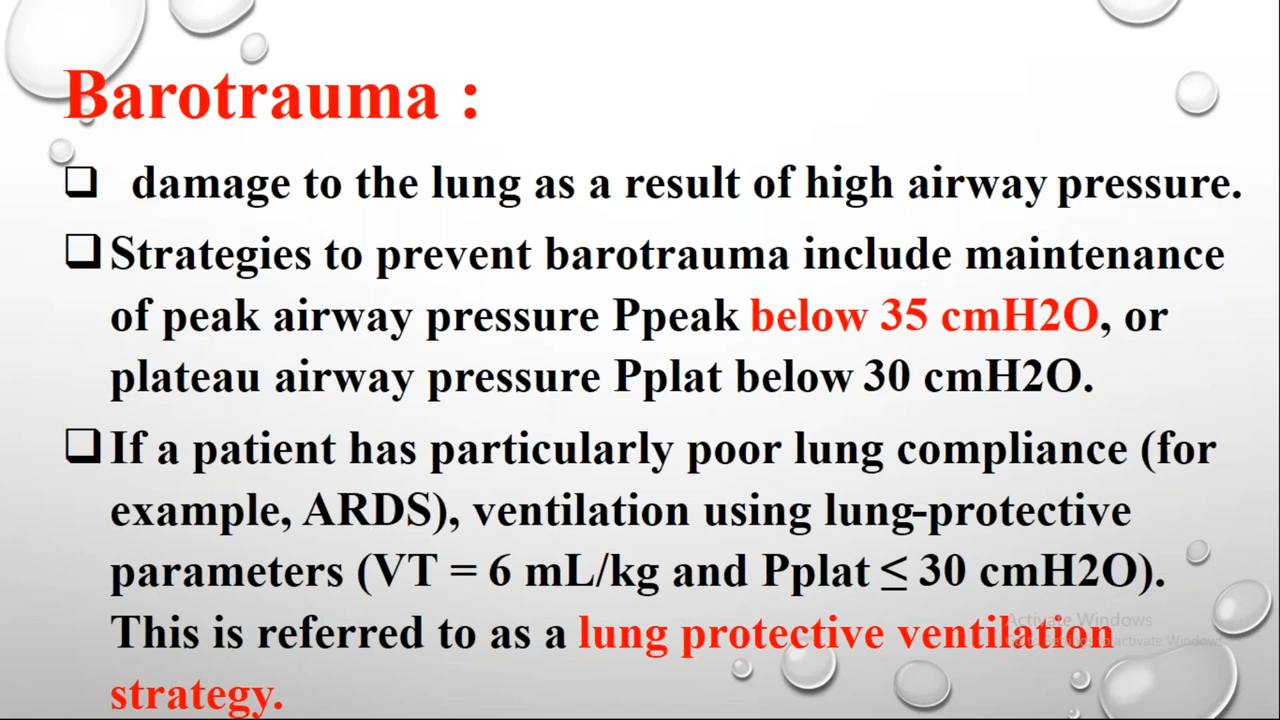 Barotrauma :
❑ damage to the lung as a result of high airway pressure.
❑ Strategies to prevent barotrauma include maintenance
of peak airway pressure Ppeak below 35 cmH2O, or
plateau airway pressure Pplat below 30 cmH2O.
❑ If a patient has particularly poor lung compliance (for
example, ARDS), ventilation using lung-protective
parameters (VT = 6 mL/kg and Pplat ≤ 30 cmH2O).
This is referred to as a lung protective ventilation
strategy.
Activate Windows
to activate Windows